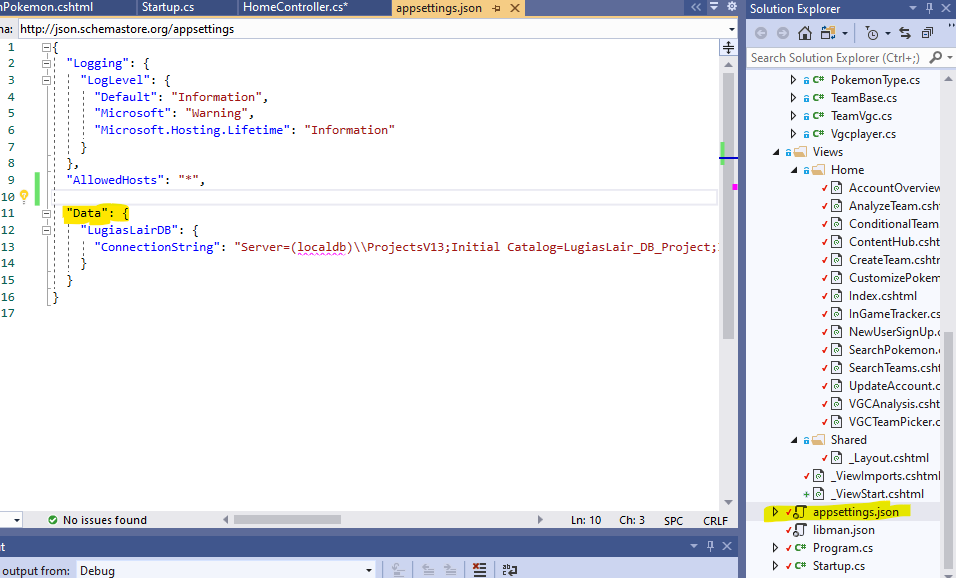 nPokemon.cshtml
Startup.cs
HomeController.cs*
appsettings.json
na: http://json.schemastore.org/appsettings
1 {
2 "Logging": {
3 "LogLevel": {
4 "Default": "Information",
5 "Microsoft": "Warning",
6 "Microsoft.Hosting.Lifetime": "Information"
7 }
8 },
9 "AllowedHosts": "*",
10
11 "Data": {
12 "LugiasLairDB": {
13 "ConnectionString": "Server=(localdb)\\ProjectsV13;Initial Catalog=LugiasLair_DB_Project;
14 }
15 }
16 }
17
No issues found
Ln: 10 Ch: 3 SPC CRLF
ut
output from: Debug
Solution Explorer
Search Solution Explorer (Ctrl+;)
C# PokemonType.cs
C# TeamBase.cs
C# TeamVgc.cs
C# Vgcplayer.cs
Views
Home
AccountOverview
AnalyzeTeam.csh
ConditionalTeam
ContentHub.csht
CreateTeam.cshtr
CustomizePokem
Index.cshtml
InGameTracker.cs
NewUserSignUp.c
SearchPokemon.c
SearchTeams.csht
UpdateAccount.c
VGCAnalysis.csht
VGCTeamPicker.c
Shared
_Layout.cshtml
_ViewImports.cshtml
_ViewStart.cshtml
appsettings.json
libman.json
C# Program.cs
C# Startup.cs